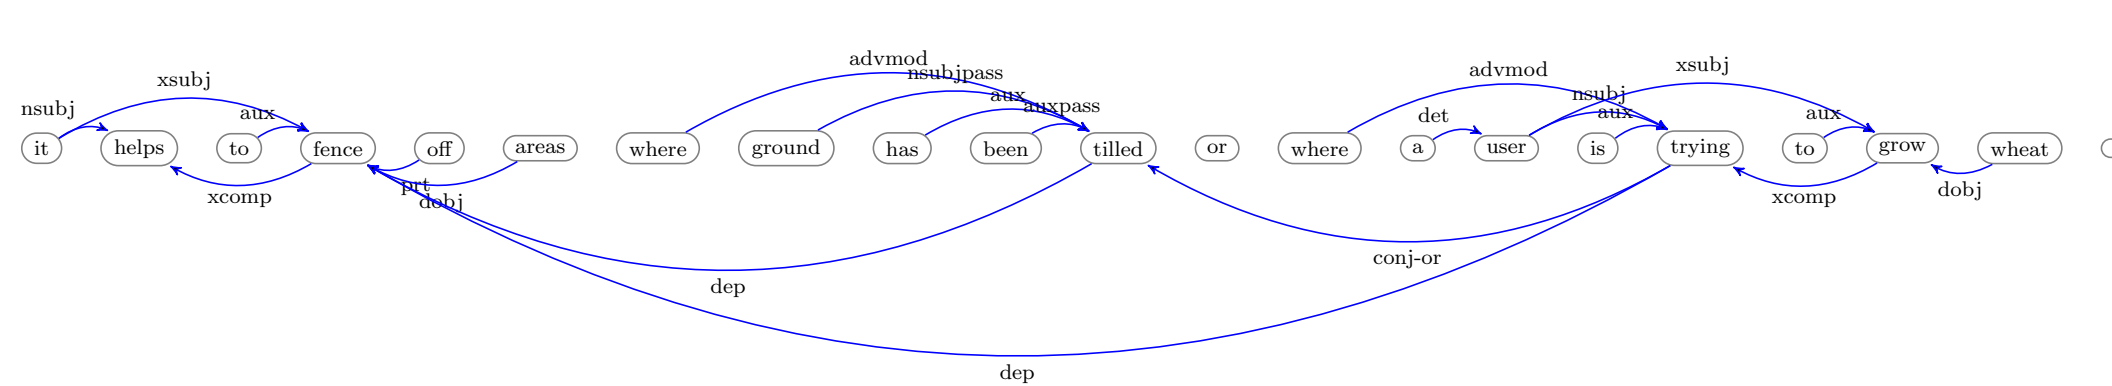 advmod
xsubj
advmod
nsubjpass
xsubj
nsubj
aux
nsubj
auxpass
aux
aux
det
aux
it helps to fence off areas where ground has been tilled or where a user is trying to grow wheat
prt
xcomp
dobj
xcomp
dobj
conj-or
dep
dep